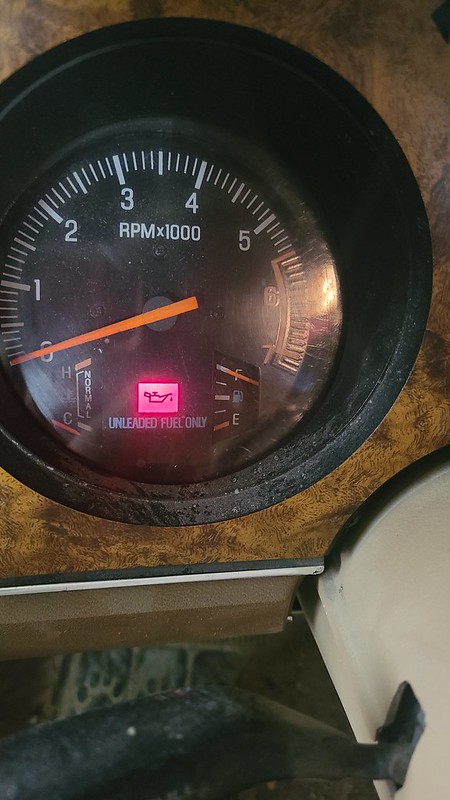 3 4
2 5
RPM×1000
1 6
0 7
H F
NORMAL
C E
UNLEADED FUEL ONLY